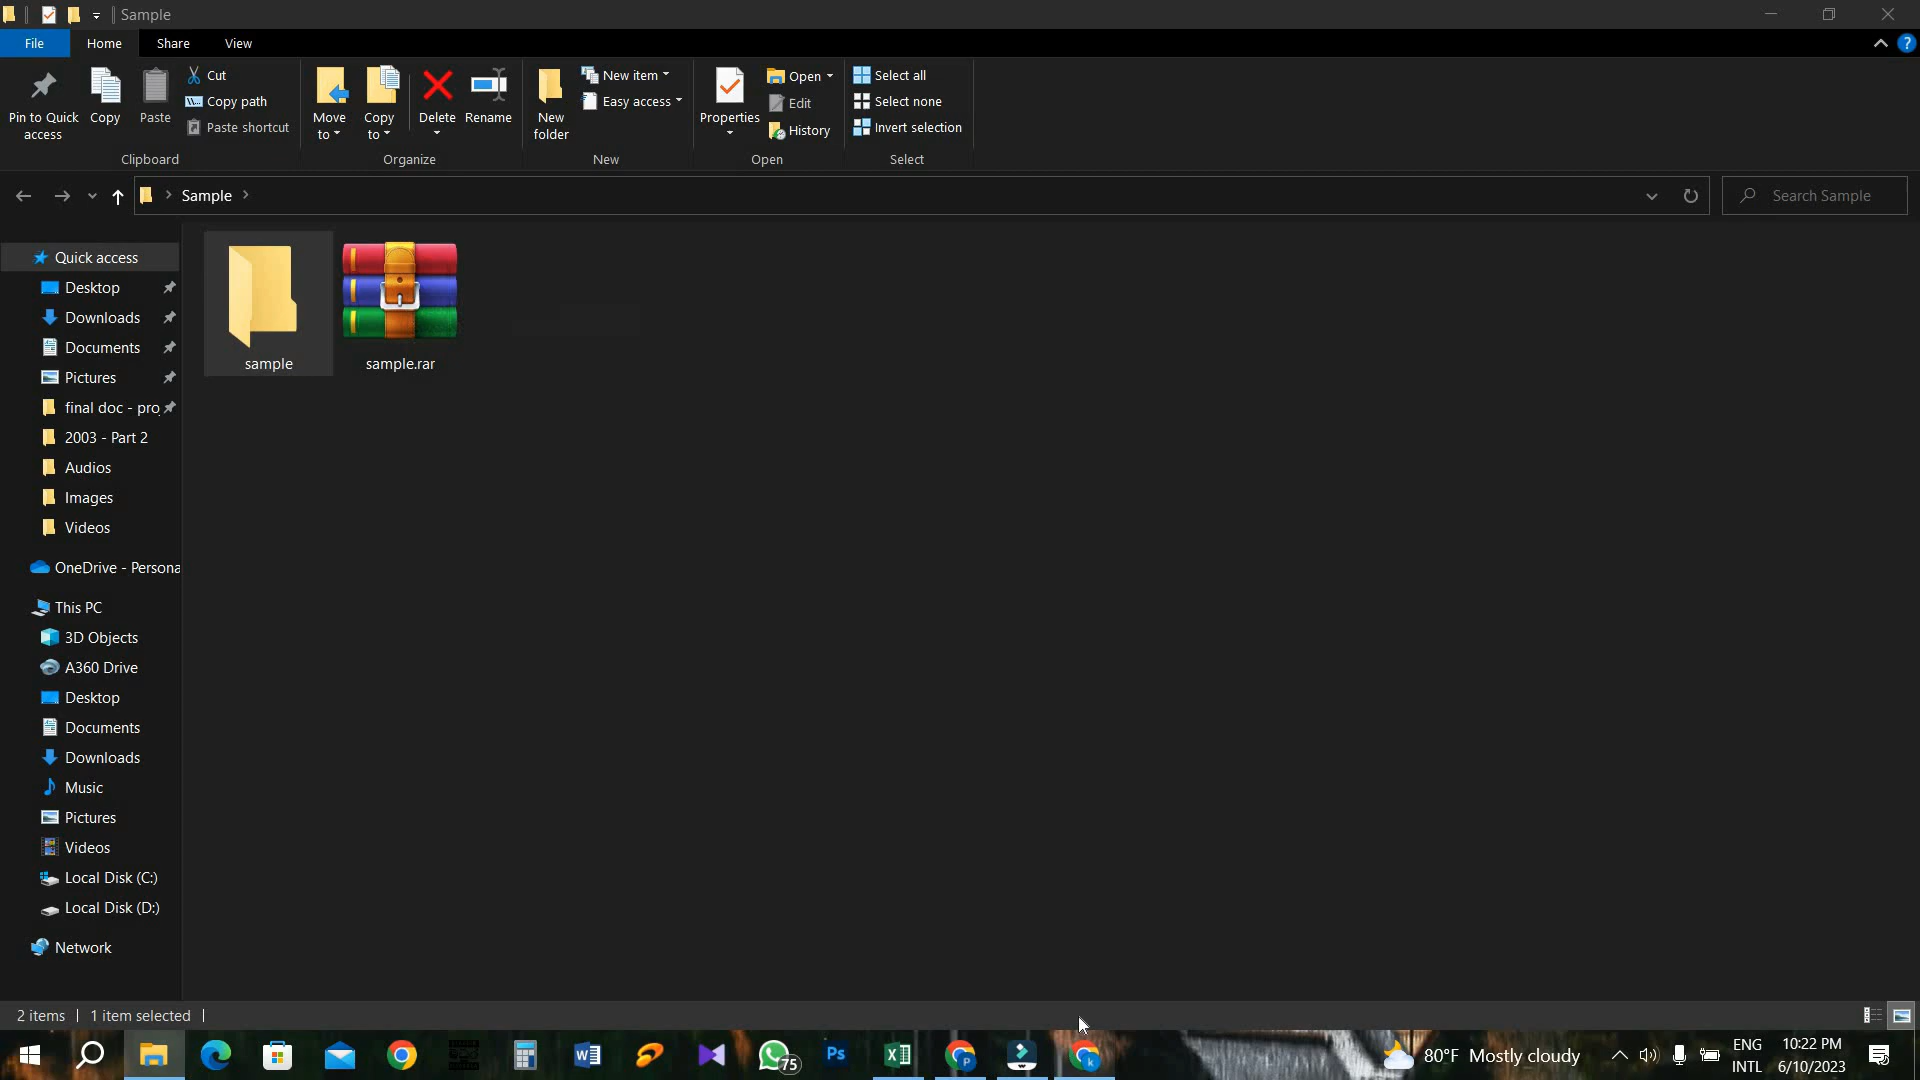 Sample
File Home Share View
Pin to Quick access
Copy
Paste
Cut
Copy path
Paste shortcut
Clipboard
Move to
Copy to
Delete
Rename
Organize
New folder
New item
Easy access
New
Properties
Open
Edit
History
Open
Select all
Select none
Invert selection
Select
Sample
Search Sample
Quick access
Desktop
Downloads
Documents
Pictures
final doc - pro
2003 - Part 2
Audios
Images
Videos
OneDrive - Persona
This PC
3D Objects
A360 Drive
Desktop
Documents
Downloads
Music
Pictures
Videos
Local Disk (C:)
Local Disk (D:)
Network
sample
sample.rar
2 items 1 item selected
75
Ps
P
k
80°F Mostly cloudy
ENG
INTL
10:22 PM
6/10/2023